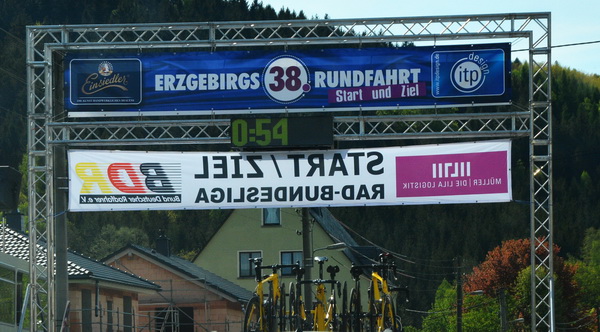 Einsiedler
ERZGEBIRGS 38. RUNDFAHRT
Start und Ziel
itp
design
0:54
START/ZIEL
RAD-BUNDESLIGA
BDR
Bund Deutscher Radfahrer e.V.
MÜLLER | DIE LILA LOGISTIK